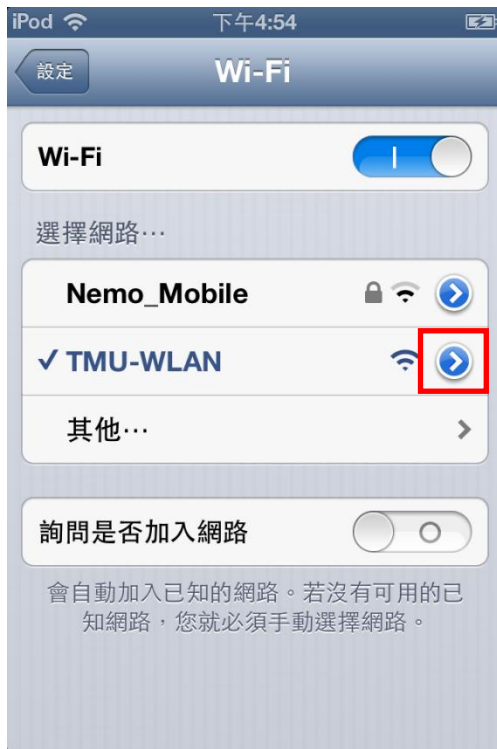 iPod 下午4:54
設定 Wi-Fi
Wi-Fi
選擇網路…
Nemo_Mobile
✓ TMU-WLAN
其他…
詢問是否加入網路
會自動加入已知的網路。若沒有可用的已
知網路，您就必須手動選擇網路。